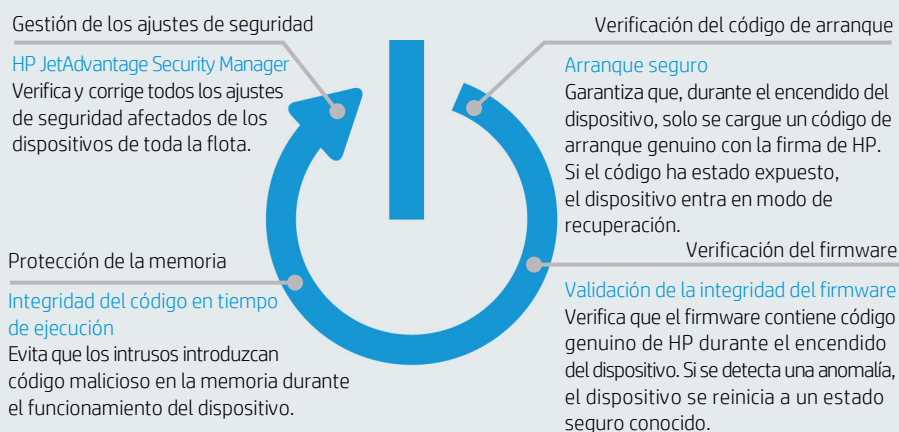 Gestión de los ajustes de seguridad
HP JetAdvantage Security Manager
Verifica y corrige todos los ajustes
de seguridad afectados de los
dispositivos de toda la flota.
Verificación del código de arranque
Arranque seguro
Garantiza que, durante el encendido del
dispositivo, solo se cargue un código de
arranque genuino con la firma de HP.
Si el código ha estado expuesto,
el dispositivo entra en modo de
recuperación.
Protección de la memoria
Integridad del código en tiempo
de ejecución
Evita que los intrusos introduzcan
código malicioso en la memoria durante
el funcionamiento del dispositivo.
Verificación del firmware
Validación de la integridad del firmware
Verifica que el firmware contiene código
genuino de HP durante el encendido
del dispositivo. Si se detecta una anomalía,
el dispositivo se reinicia a un estado
seguro conocido.